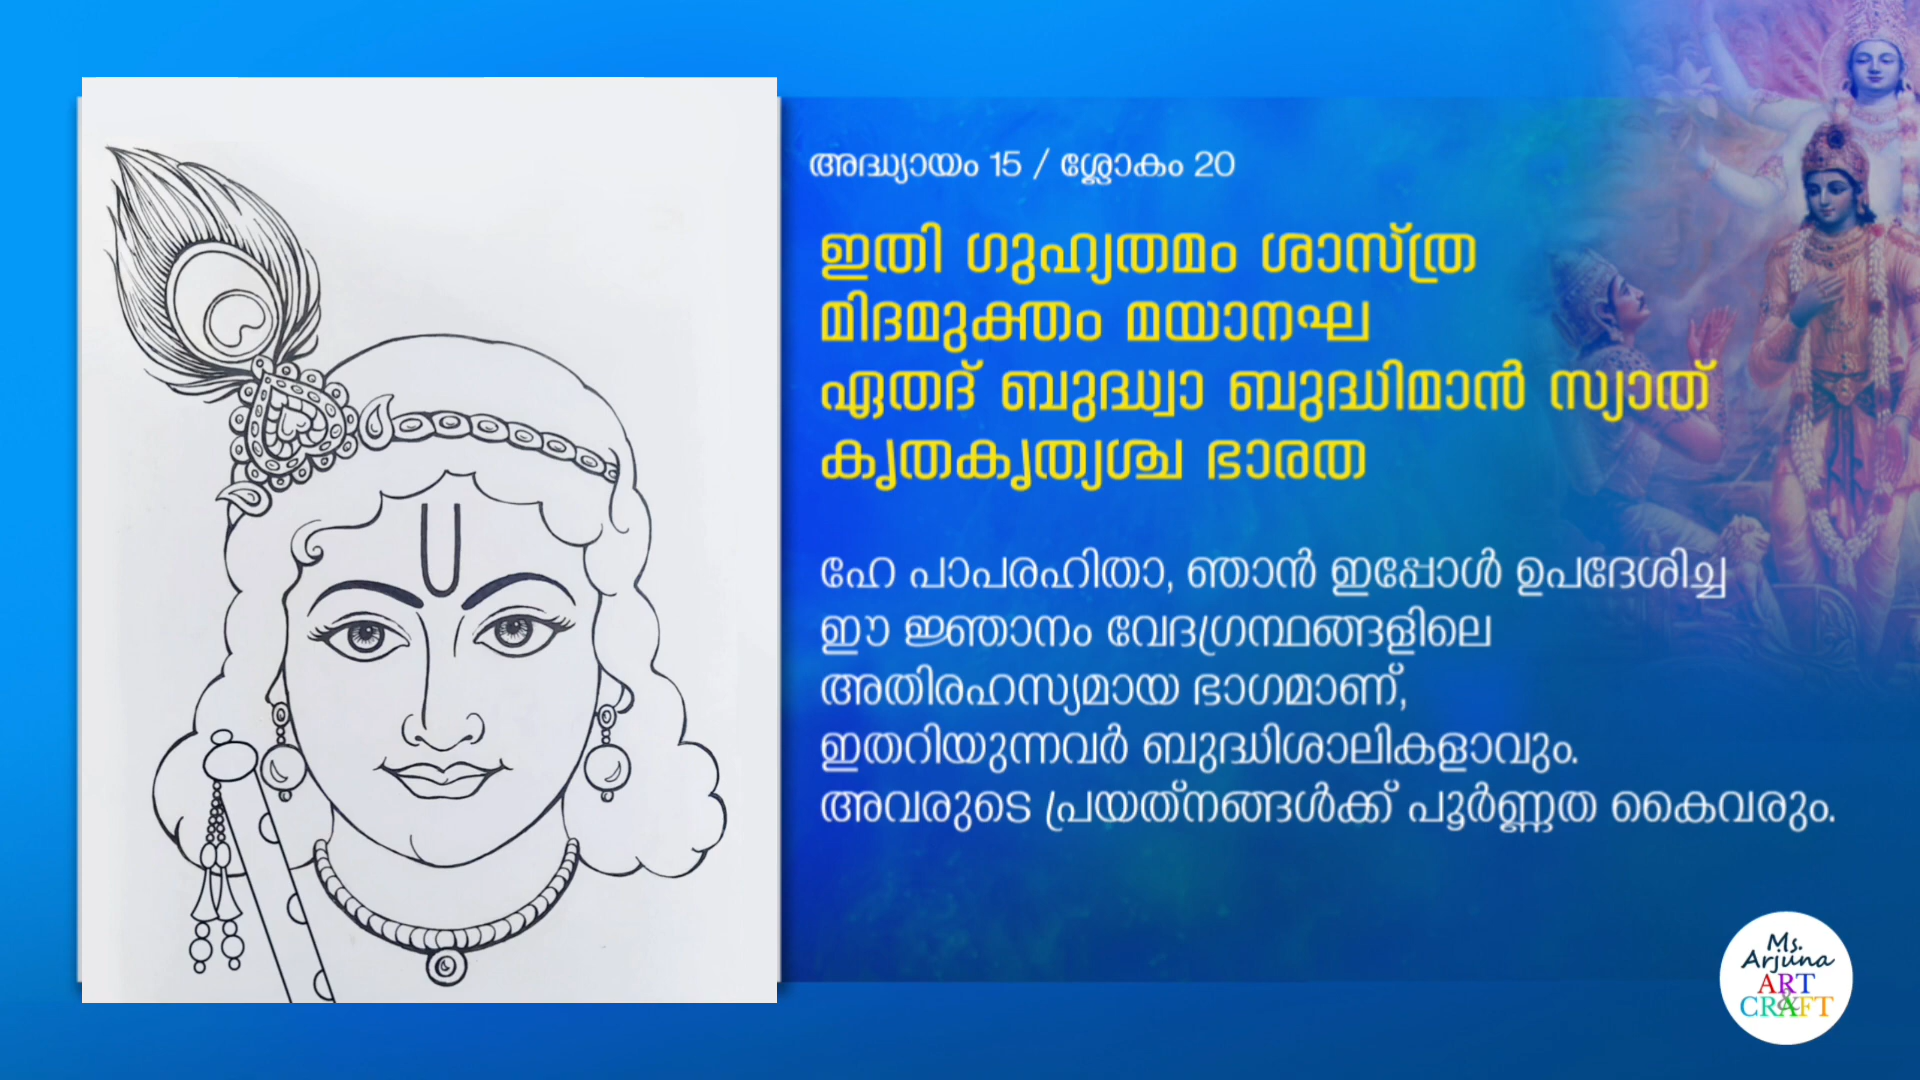 അദ്ധ്യായം 15 / ശ്ലോകം 20
ഇതി ഗുഹ്യതമം ശാസ്ത്ര
മിദമുക്തം മയാനഘ
ഏതദ് ബുദ്ധ്വാ ബുദ്ധിമാൻ സ്യാത്
കൃതകൃത്യശ്ച ഭാരത
ഹേ പാപരഹിതാ, ഞാൻ ഇപ്പോൾ ഉപദേശിച്ച
ഈ ജ്ഞാനം വേദഗ്രന്ഥങ്ങളിലെ
അതിരഹസ്യമായ ഭാഗമാണ്,
ഇതറിയുന്നവർ ബുദ്ധിശാലികളാവും.
അവരുടെ പ്രയത്നങ്ങൾക്ക് പൂർണ്ണത കൈവരും.
Ms.
Arjuna
ART
&
CRAFT